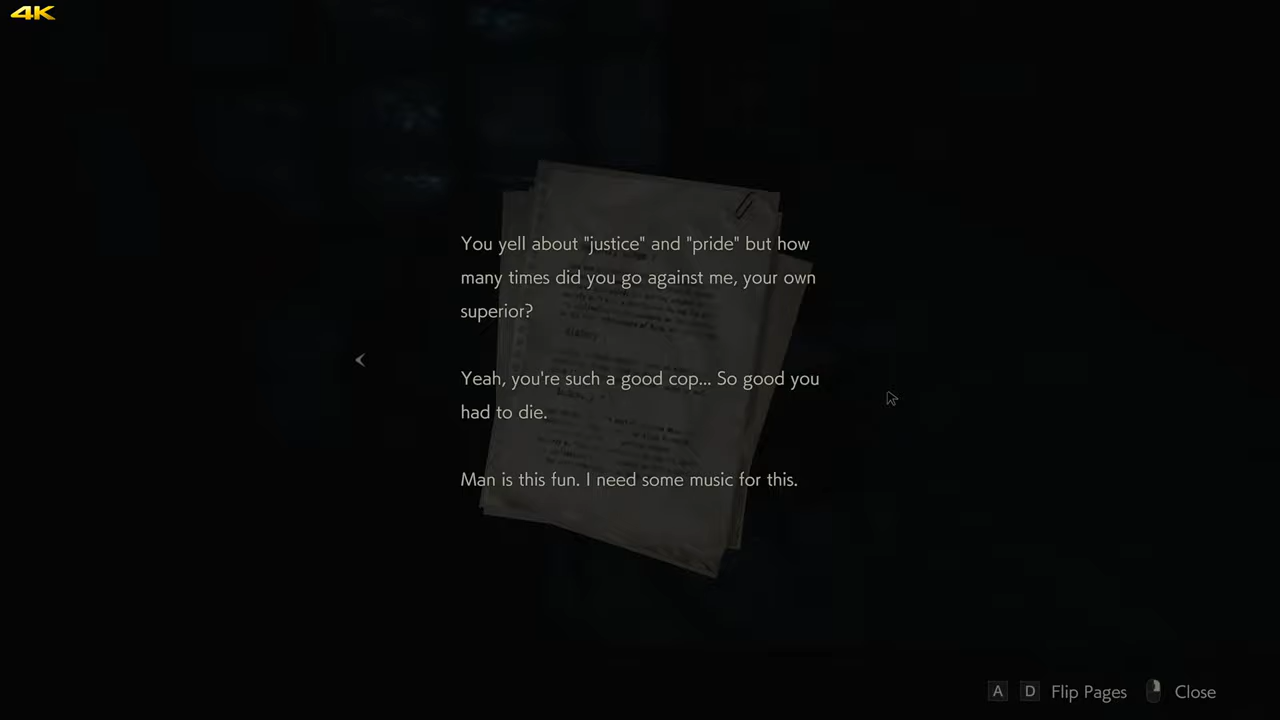 4K
You yell about "justice" and "pride" but how
many times did you go against me, your own
superior?
Yeah, you're such a good cop... So good you
had to die.
Man is this fun. I need some music for this.
A D Flip Pages Close